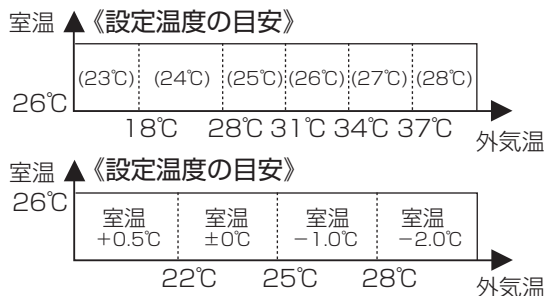 室温 《設定温度の目安》
(23℃) (24℃) (25℃) (26℃) (27℃) (28℃)
26℃
18℃ 28℃ 31℃ 34℃ 37℃
外気温
室温 《設定温度の目安》
26℃
室温 室温 室温 室温
+0.5℃ ±0℃ −1.0℃ −2.0℃
22℃ 25℃ 28℃
外気温